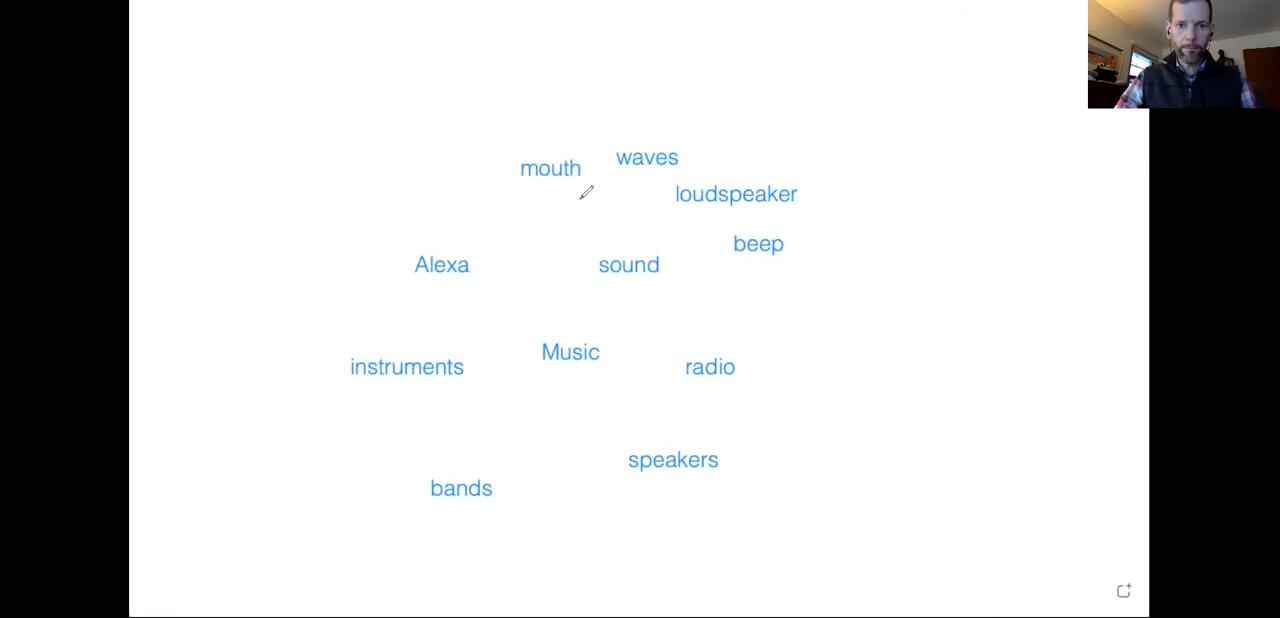 waves
mouth
loudspeaker
beep
Alexa
sound
Music
instruments
radio
speakers
bands